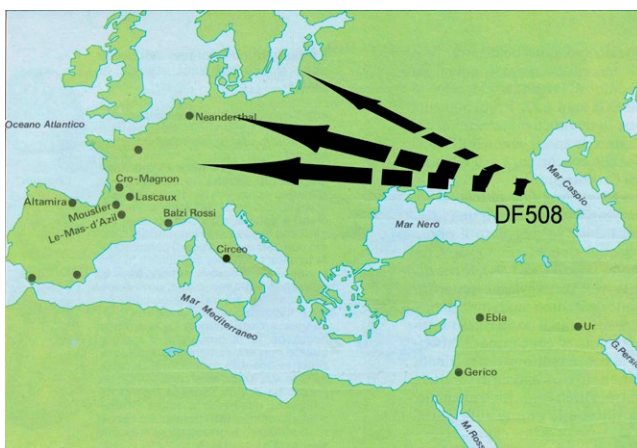 Oceano Atlantico
Neanderthal
Cro-Magnon
Altamira
Lascaux
Moustier
Le-Mas-d'Azil
Balzi Rossi
Circeo
Mar Mediterraneo
Mar Nero
Mar Caspio
DF508
Ebla
Ur
Gerico
G.Persic
M.Rosso